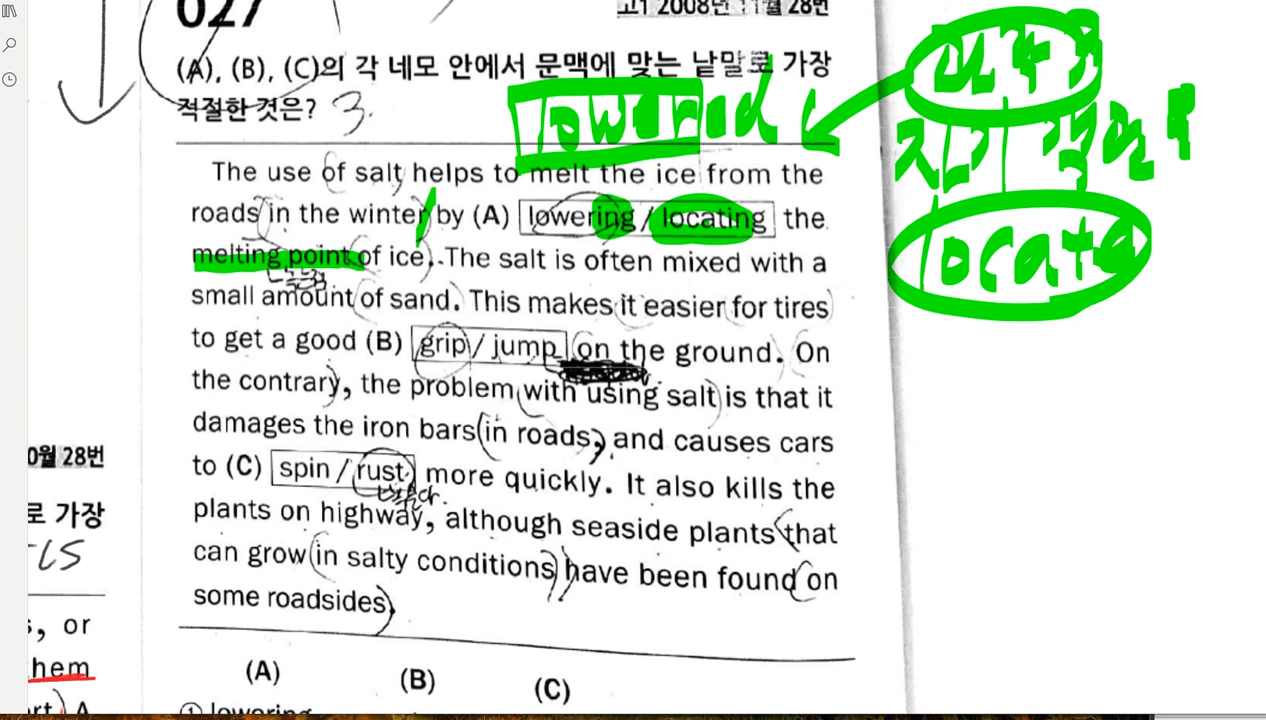 027
고1 2008년 11월 28번
(A), (B), (C)의 각 네모 안에서 문맥에 맞는 낱말로 가장
적절한 것은? 3.
lowered
locate
The use of salt helps to melt the ice from the
roads in the winter by (A) lowering / locating the
melting point of ice. The salt is often mixed with a
녹는점
small amount of sand. This makes it easier for tires
to get a good (B) grip / jump on the ground. On
the contrary, the problem with using salt is that it
damages the iron bars in roads, and causes cars
to (C) spin / rust more quickly. It also kills the
plants on highway, although seaside plants that
can grow in salty conditions have been found on
some roadsides.
(A) (B) (C)
① lowering
0월 28번
로 가장
s, or
hem